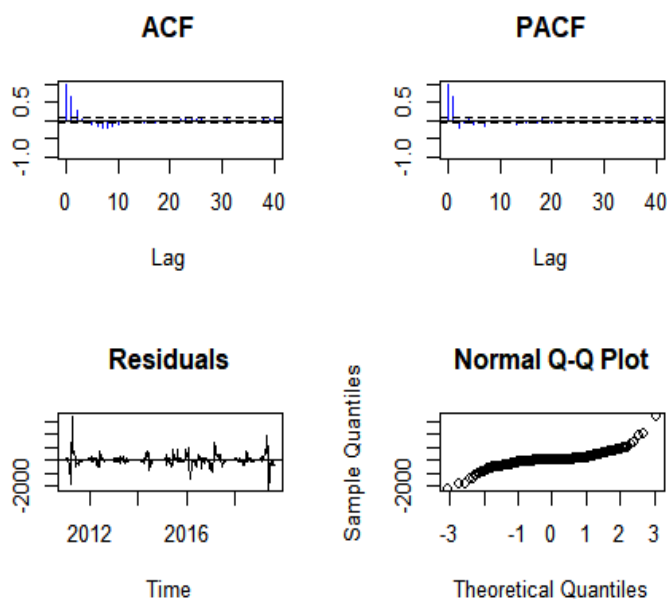 ACF
0.5
-1.0
0 10 20 30 40
Lag
PACF
0.5
-1.0
0 10 20 30 40
Lag
Residuals
-2000
2012 2016
Time
Normal Q-Q Plot
Sample Quantiles
-2000
-3 -1 0 1 2 3
Theoretical Quantiles